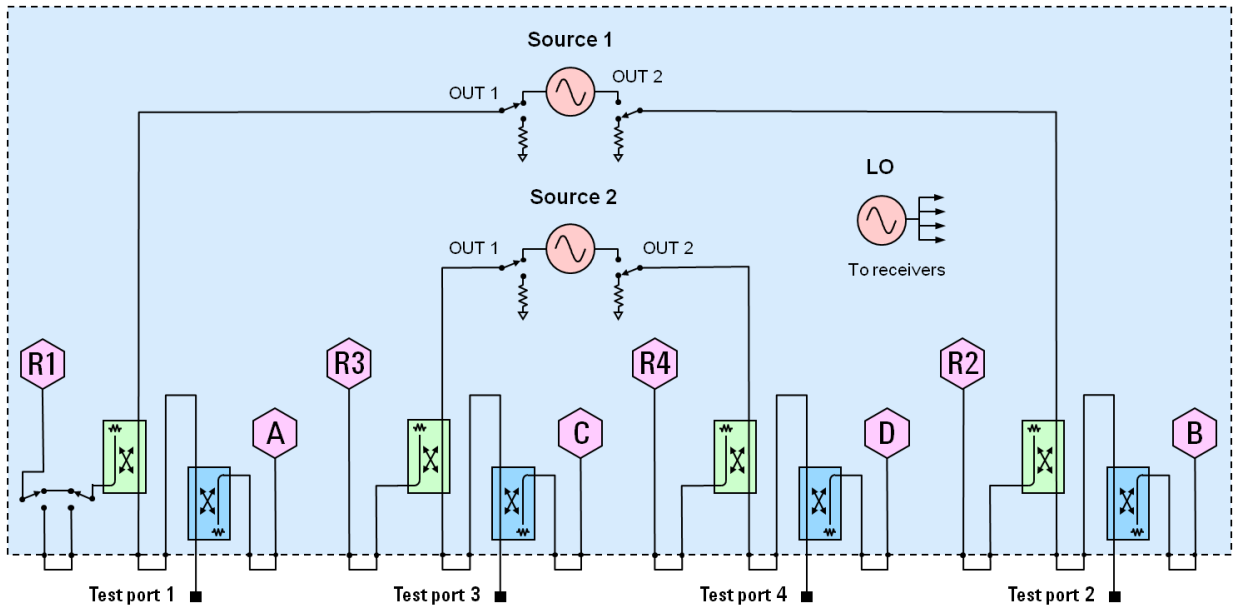 Source 1
OUT 1
OUT 2
LO
Source 2
OUT 1
OUT 2
To receivers
R1
R3
R4
R2
A
C
D
B
Test port 1
Test port 3
Test port 4
Test port 2